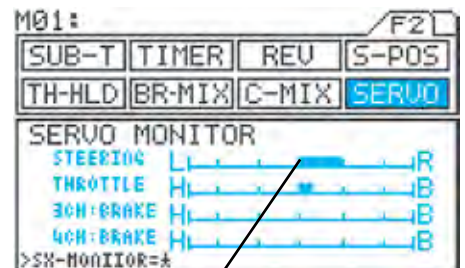 M01: F2
SUB-T TIMER REV S-POS
TH-HLD BR-MIX C-MIX SERVO
SERVO MONITOR
STEERING L R
THROTTLE H B
3CH:BRAKE H B
4CH:BRAKE H B
>SX-MONITOR=